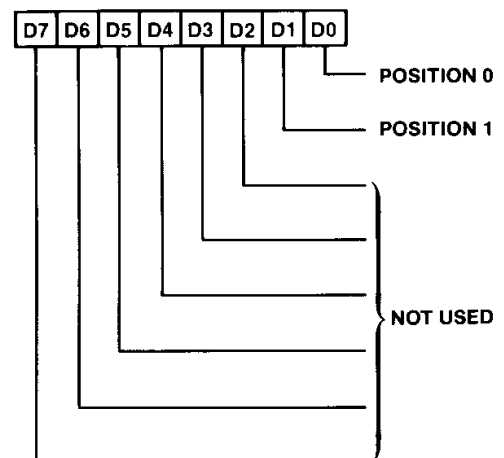 D7 D6 D5 D4 D3 D2 D1 D0
POSITION 0
POSITION 1
NOT USED